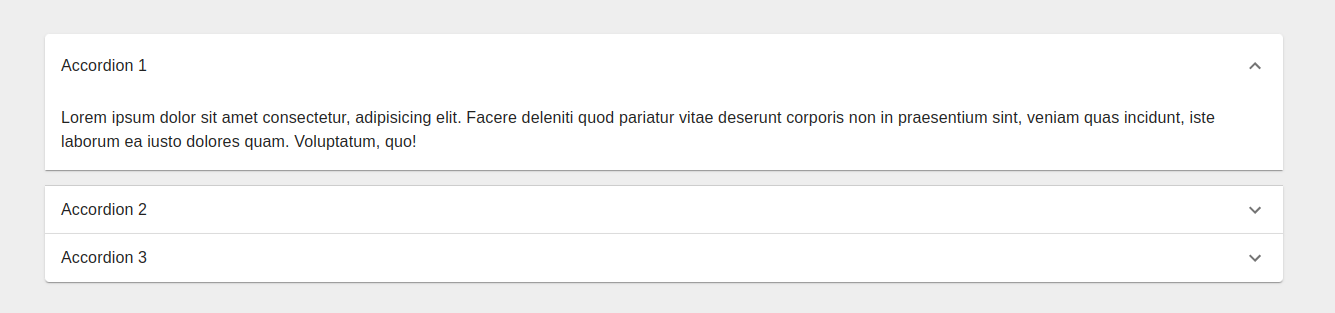 Accordion 1
Lorem ipsum dolor sit amet consectetur, adipisicing elit. Facere deleniti quod pariatur vitae deserunt corporis non in praesentium sint, veniam quas incidunt, iste
laborum ea iusto dolores quam. Voluptatum, quo!
Accordion 2
Accordion 3